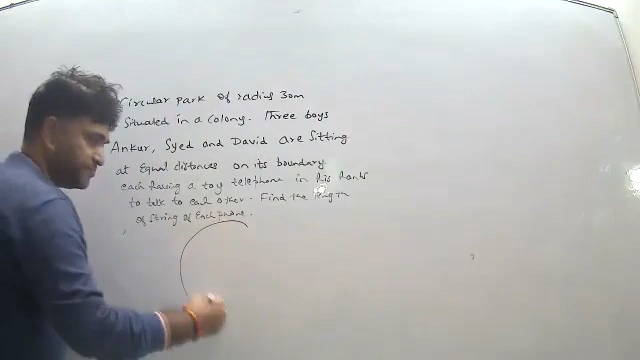 Circular park of radius 30m
Situated in a colony. Three boys
Ankur, Syed and David are sitting
at Equal distances on its boundary
each having a toy telephone in his hands
to talk to each other. Find the length
of string of Each phone.